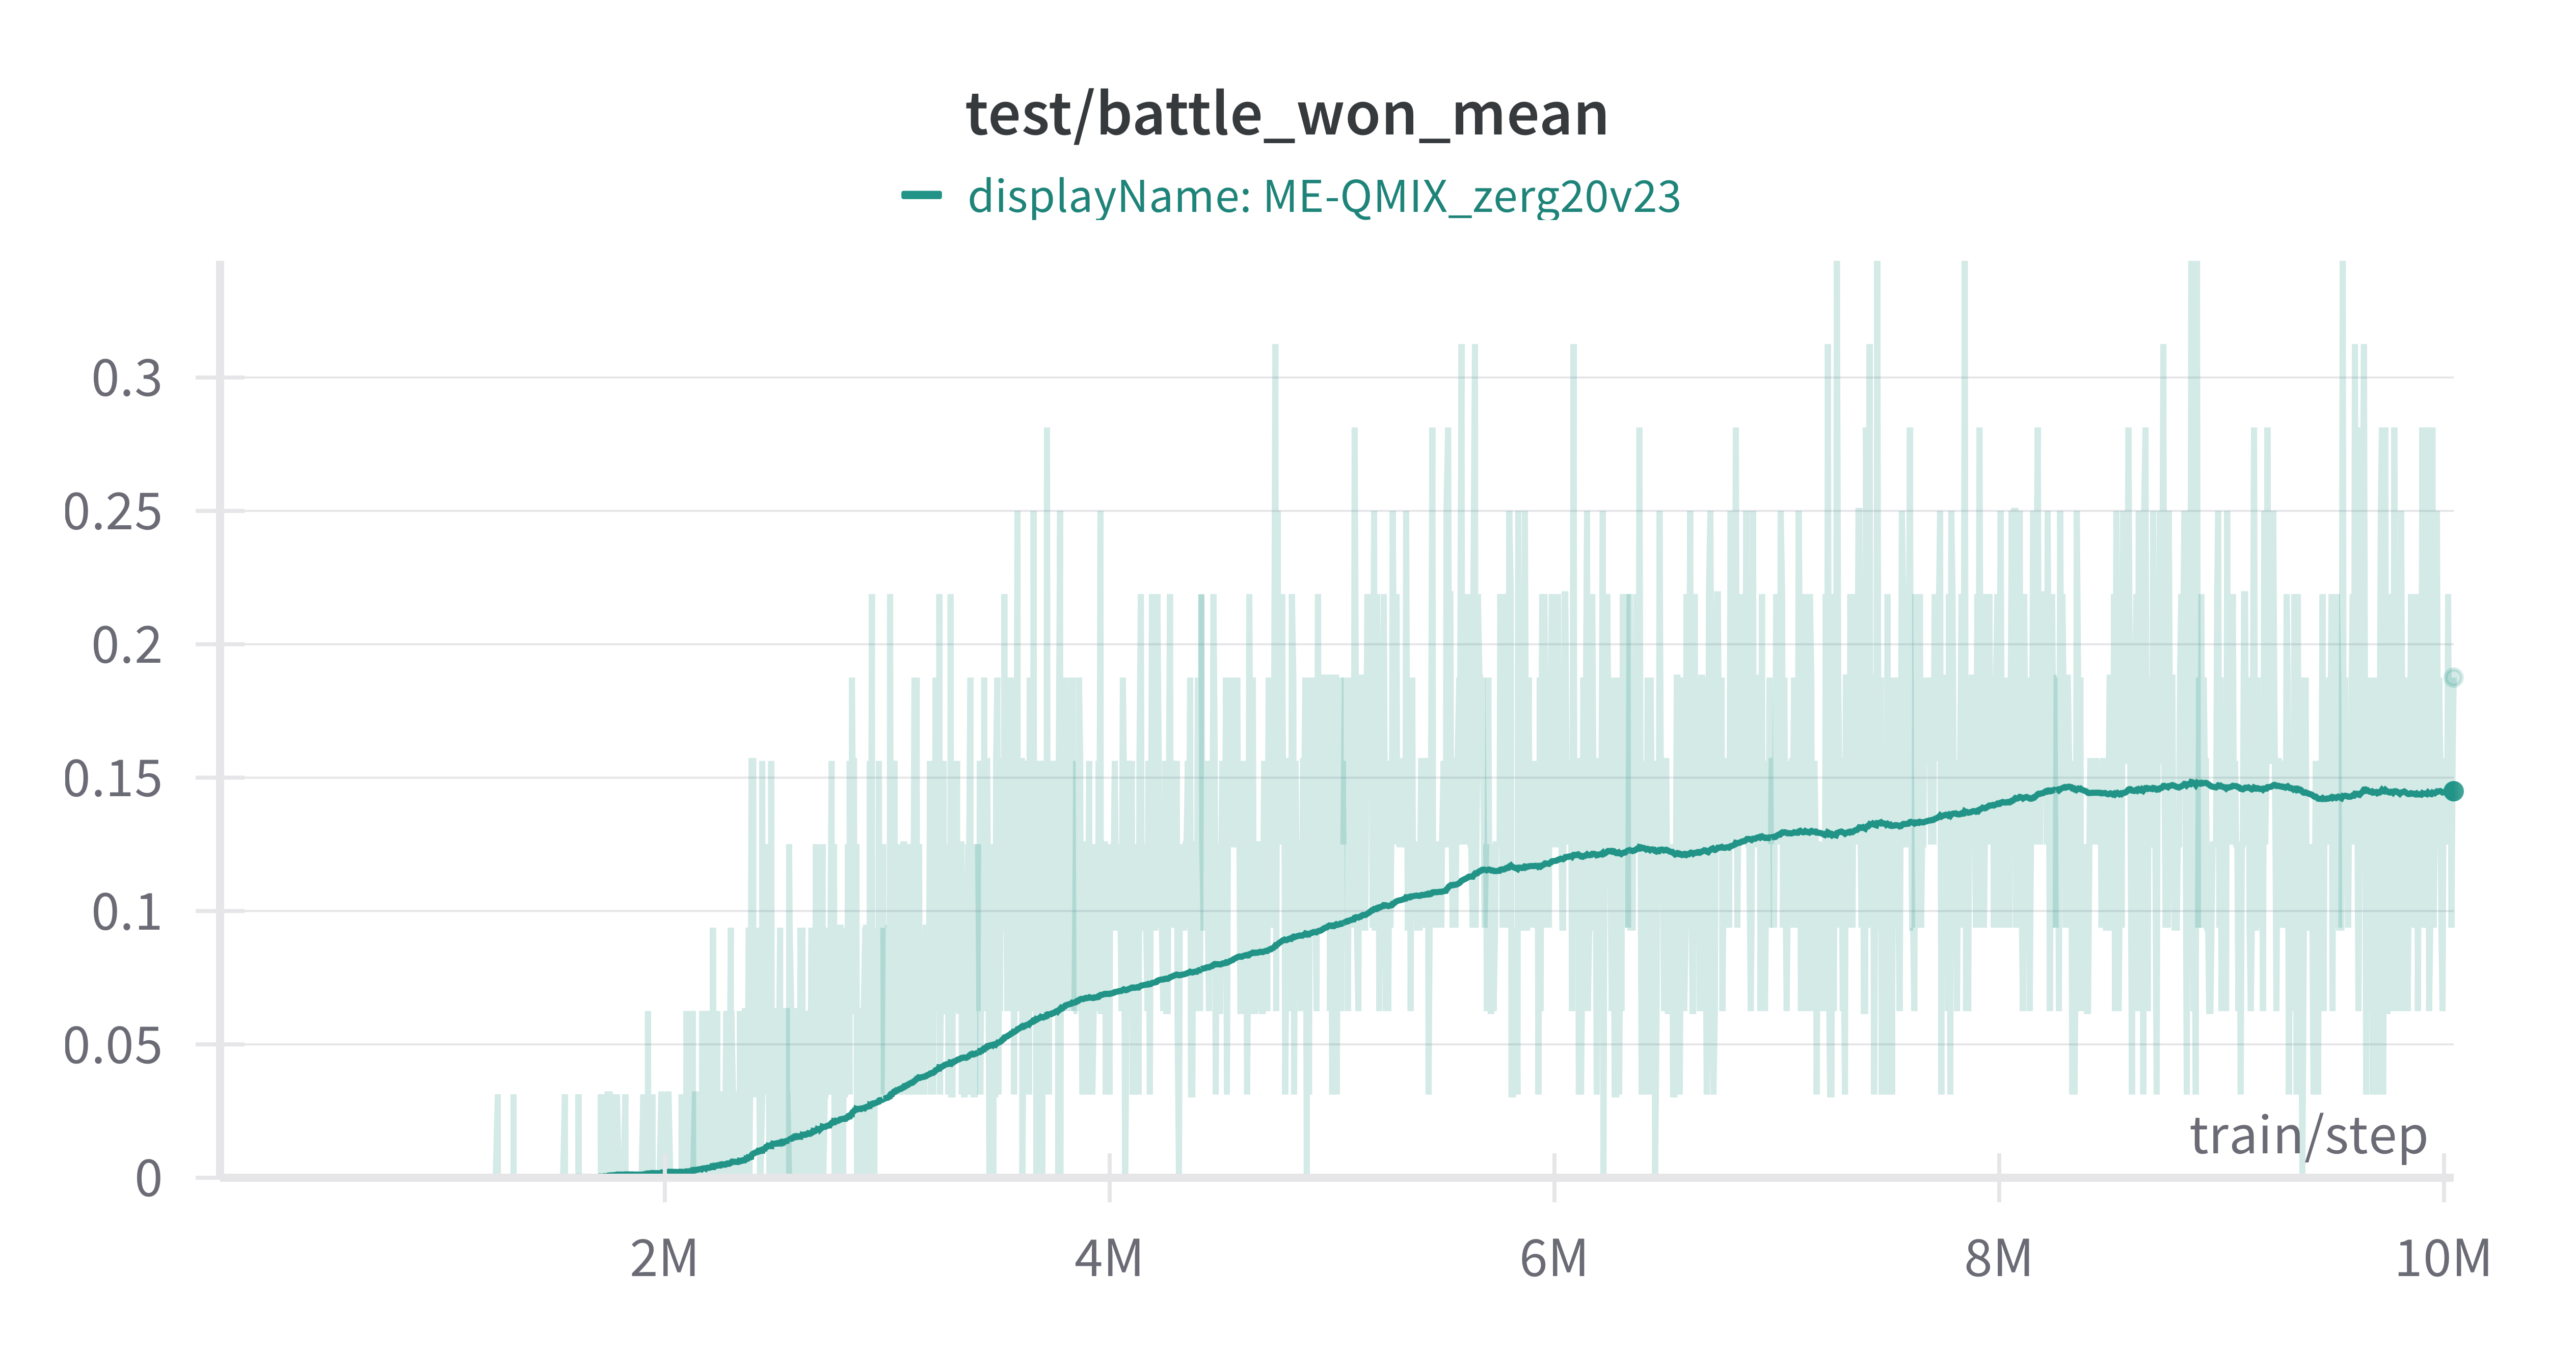 test/battle_won_mean
displayName: ME-QMIX_zerg20v23
0.3
0.25
0.2
0.15
0.1
0.05
0
train/step
2M 4M 6M 8M 10M